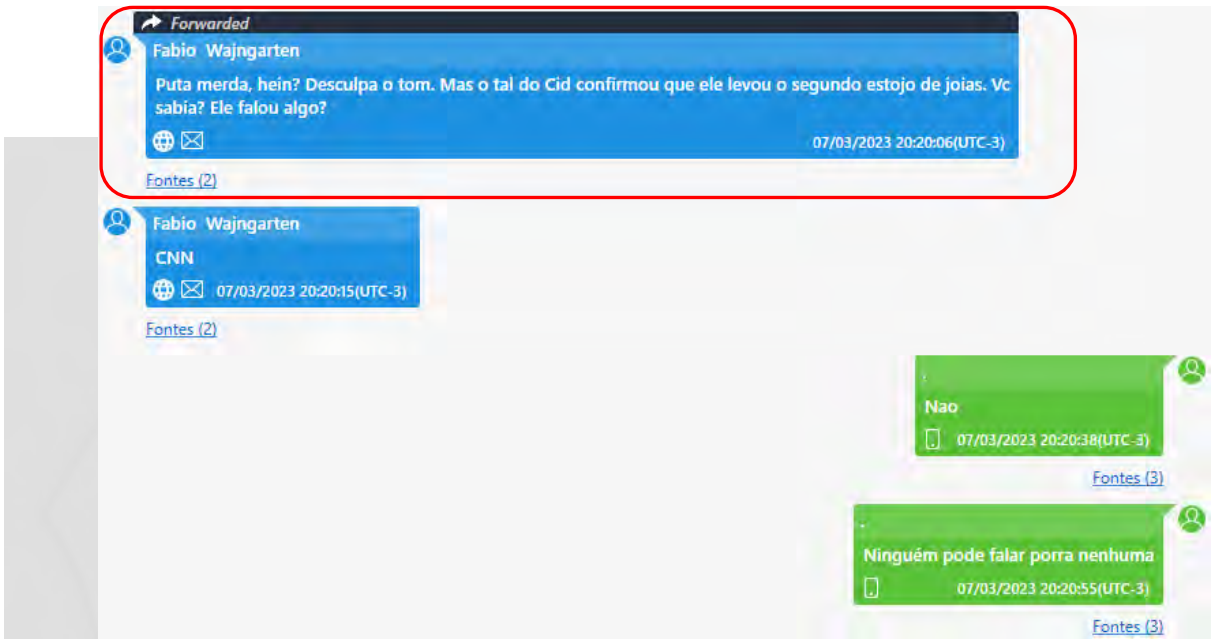 Forwarded
Fabio Wajngarten
Puta merda, hein? Desculpa o tom. Mas o tal do Cid confirmou que ele levou o segundo estojo de joias. Vc
sabia? Ele falou algo?
07/03/2023 20:20:06(UTC-3)
Fontes (2)
Fabio Wajngarten
CNN
07/03/2023 20:20:15(UTC-3)
Fontes (2)
.
Nao
07/03/2023 20:20:38(UTC-3)
Fontes (3)
.
Ninguém pode falar porra nenhuma
07/03/2023 20:20:55(UTC-3)
Fontes (3)